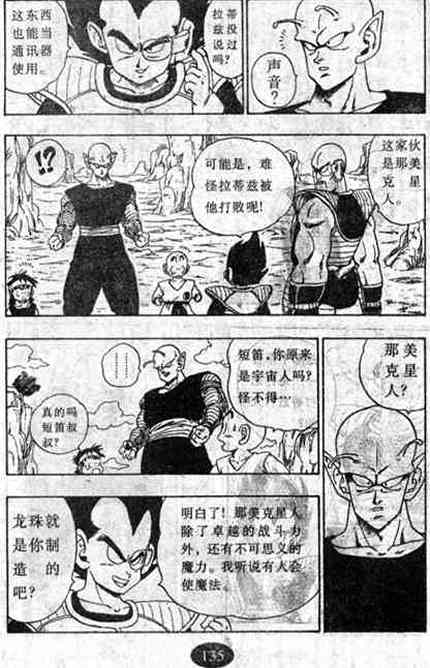 这东西
也能当
通讯器
使用。
拉蒂
兹没
说过
吗?
声
音?
!?
可能是,难
怪拉蒂兹被
他打败呢!
这家伙
是那美
克星
人。
……
真的吗
短笛叔
叔?
短笛,你原来
是宇宙人吗?
怪不得…
那美
克星
人?
龙珠就
是你制
造的
吧?
明白了!那美克星人
除了卓越的战斗力
外,还有不可思义的
魔力。我听说有人会
使魔法。
135